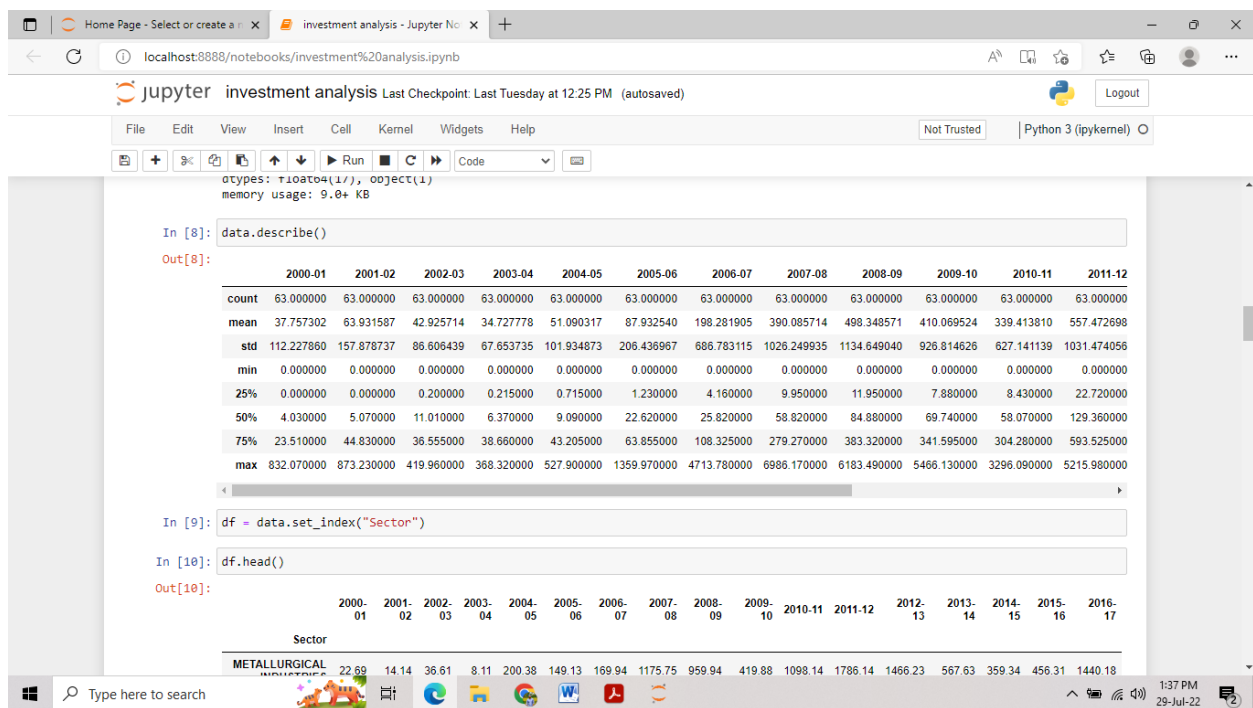 Home Page - Select or create a n
investment analysis - Jupyter No
localhost:8888/notebooks/investment%20analysis.ipynb
jupyter investment analysis Last Checkpoint: Last Tuesday at 12:25 PM (autosaved)
Logout
File Edit View Insert Cell Kernel Widgets Help
Not Trusted
Python 3 (ipykernel)
Run Code
dtypes: float64(17), object(1)
memory usage: 9.0+ KB
In [8]: data.describe()
Out[8]:
2000-01 2001-02 2002-03 2003-04 2004-05 2005-06 2006-07 2007-08 2008-09 2009-10 2010-11 2011-12
count 63.000000 63.000000 63.000000 63.000000 63.000000 63.000000 63.000000 63.000000 63.000000 63.000000 63.000000 63.000000
mean 37.757302 63.931587 42.925714 34.727778 51.090317 87.932540 198.281905 390.085714 498.348571 410.069524 339.413810 557.472698
std 112.227860 157.878737 86.606439 67.653735 101.934873 206.436967 686.783115 1026.249935 1134.649040 926.814626 627.141139 1031.474056
min 0.000000 0.000000 0.000000 0.000000 0.000000 0.000000 0.000000 0.000000 0.000000 0.000000 0.000000 0.000000
25% 0.000000 0.000000 0.200000 0.215000 0.715000 1.230000 4.160000 9.950000 11.950000 7.880000 8.430000 22.720000
50% 4.030000 5.070000 11.010000 6.370000 9.090000 22.620000 25.820000 58.820000 84.880000 69.740000 58.070000 129.360000
75% 23.510000 44.830000 36.555000 38.660000 43.205000 63.855000 108.325000 279.270000 383.320000 341.595000 304.280000 593.525000
max 832.070000 873.230000 419.960000 368.320000 527.900000 1359.970000 4713.780000 6986.170000 6183.490000 5466.130000 3296.090000 5215.980000
In [9]: df = data.set_index("Sector")
In [10]: df.head()
Out[10]:
2000- 2001- 2002- 2003- 2004- 2005- 2006- 2007- 2008- 2009- 2010-11 2011-12 2012- 2013- 2014- 2015- 2016-
01 02 03 04 05 06 07 08 09 10 13 14 15 16 17
Sector
METALLURGICAL 22.69 14.14 36.61 8.11 200.38 149.13 169.94 1175.75 959.94 419.88 1098.14 1786.14 1466.23 567.63 359.34 456.31 1440.18
INDUSTRIES
Type here to search
1:37 PM
29-Jul-22
2